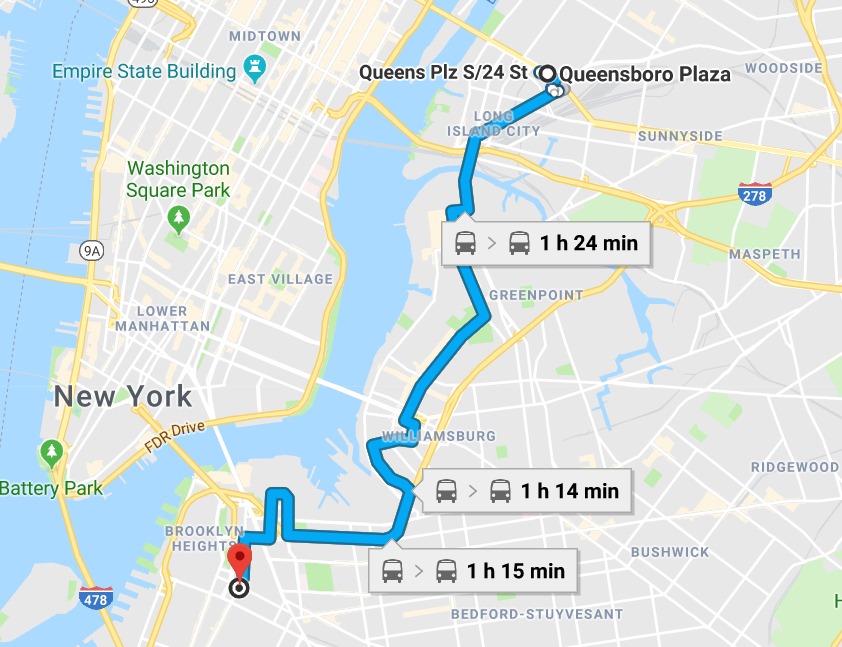 MIDTOWN
Empire State Building
Queens Plz S/24 St
Queensboro Plaza
WOODSIDE
LONG
ISLAND CITY
SUNNYSIDE
Washington
Square Park
278
9A
1 h 24 min
MASPETH
EAST VILLAGE
GREENPOINT
LOWER
MANHATTAN
New York
FDR Drive
WILLIAMSBURG
RIDGEWOOD
Battery Park
1 h 14 min
BROOKLYN
HEIGHTS
BUSHWICK
1 h 15 min
478
BEDFORD-STUYVESANT